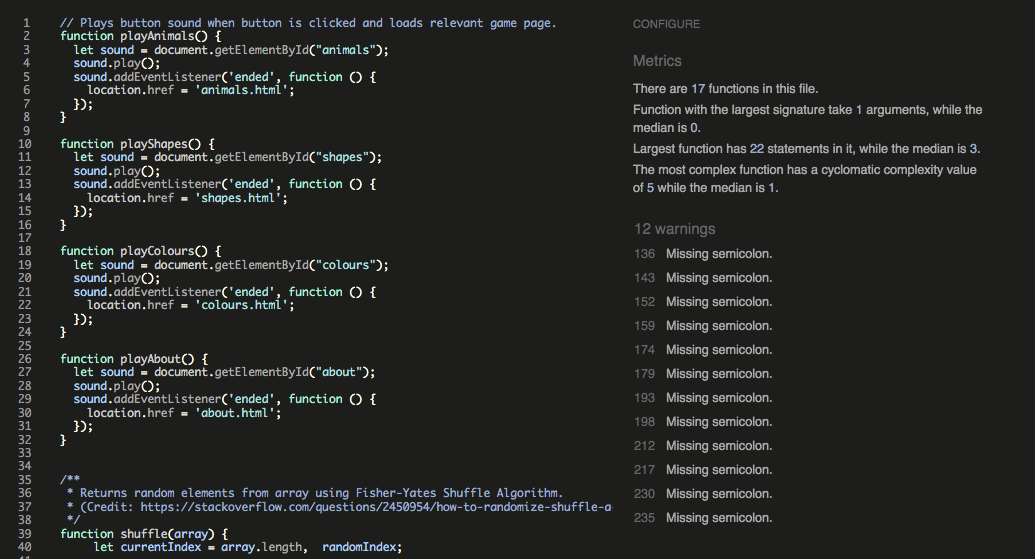 1 // Plays button sound when button is clicked and loads relevant game page.
2 function playAnimals() {
3 let sound = document.getElementById("animals");
4 sound.play();
5 sound.addEventListener('ended', function () {
6 location.href = 'animals.html';
7 });
8 }
9
10 function playShapes() {
11 let sound = document.getElementById("shapes");
12 sound.play();
13 sound.addEventListener('ended', function () {
14 location.href = 'shapes.html';
15 });
16 }
17
18 function playColours() {
19 let sound = document.getElementById("colours");
20 sound.play();
21 sound.addEventListener('ended', function () {
22 location.href = 'colours.html';
23 });
24 }
25
26 function playAbout() {
27 let sound = document.getElementById("about");
28 sound.play();
29 sound.addEventListener('ended', function () {
30 location.href = 'about.html';
31 });
32 }
33
34
35 /**
36 * Returns random elements from array using Fisher-Yates Shuffle Algorithm.
37 * (Credit: https://stackoverflow.com/questions/2450954/how-to-randomize-shuffle-a-
38 */
39 function shuffle(array) {
40 let currentIndex = array.length, randomIndex;
CONFIGURE
Metrics
There are 17 functions in this file.
Function with the largest signature take 1 arguments, while the
median is 0.
Largest function has 22 statements in it, while the median is 3.
The most complex function has a cyclomatic complexity value
of 5 while the median is 1.
12 warnings
136 Missing semicolon.
143 Missing semicolon.
152 Missing semicolon.
159 Missing semicolon.
174 Missing semicolon.
179 Missing semicolon.
193 Missing semicolon.
198 Missing semicolon.
212 Missing semicolon.
217 Missing semicolon.
230 Missing semicolon.
235 Missing semicolon.